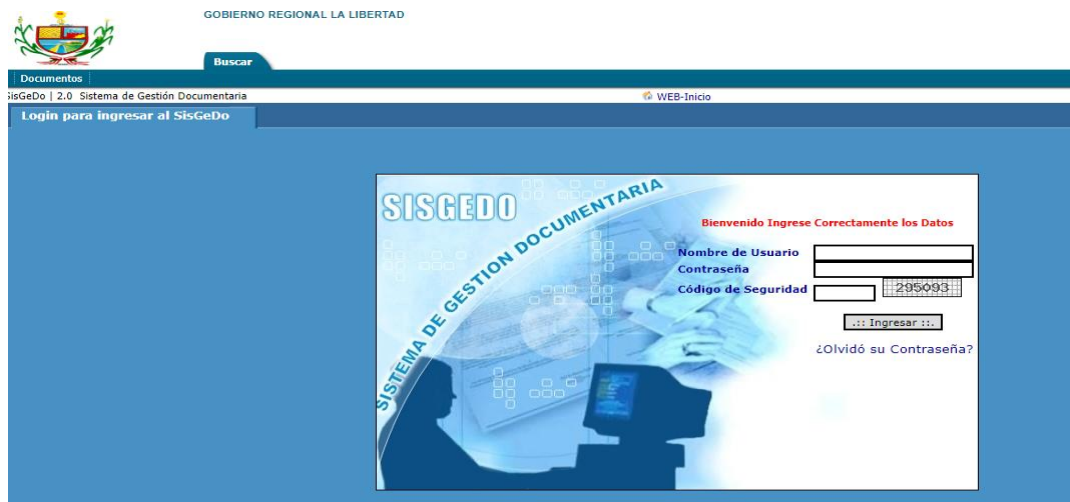 GOBIERNO REGIONAL LA LIBERTAD
Buscar
Documentos
SisGeDo | 2.0 Sistema de Gestión Documentaria
WEB-Inicio
Login para ingresar al SisGeDo
SISGEDO
SISTEMA DE GESTION DOCUMENTARIA
Bienvenido Ingrese Correctamente los Datos
Nombre de Usuario
Contraseña
Código de Seguridad
295093
.:: Ingresar ::.
¿Olvidó su Contraseña?